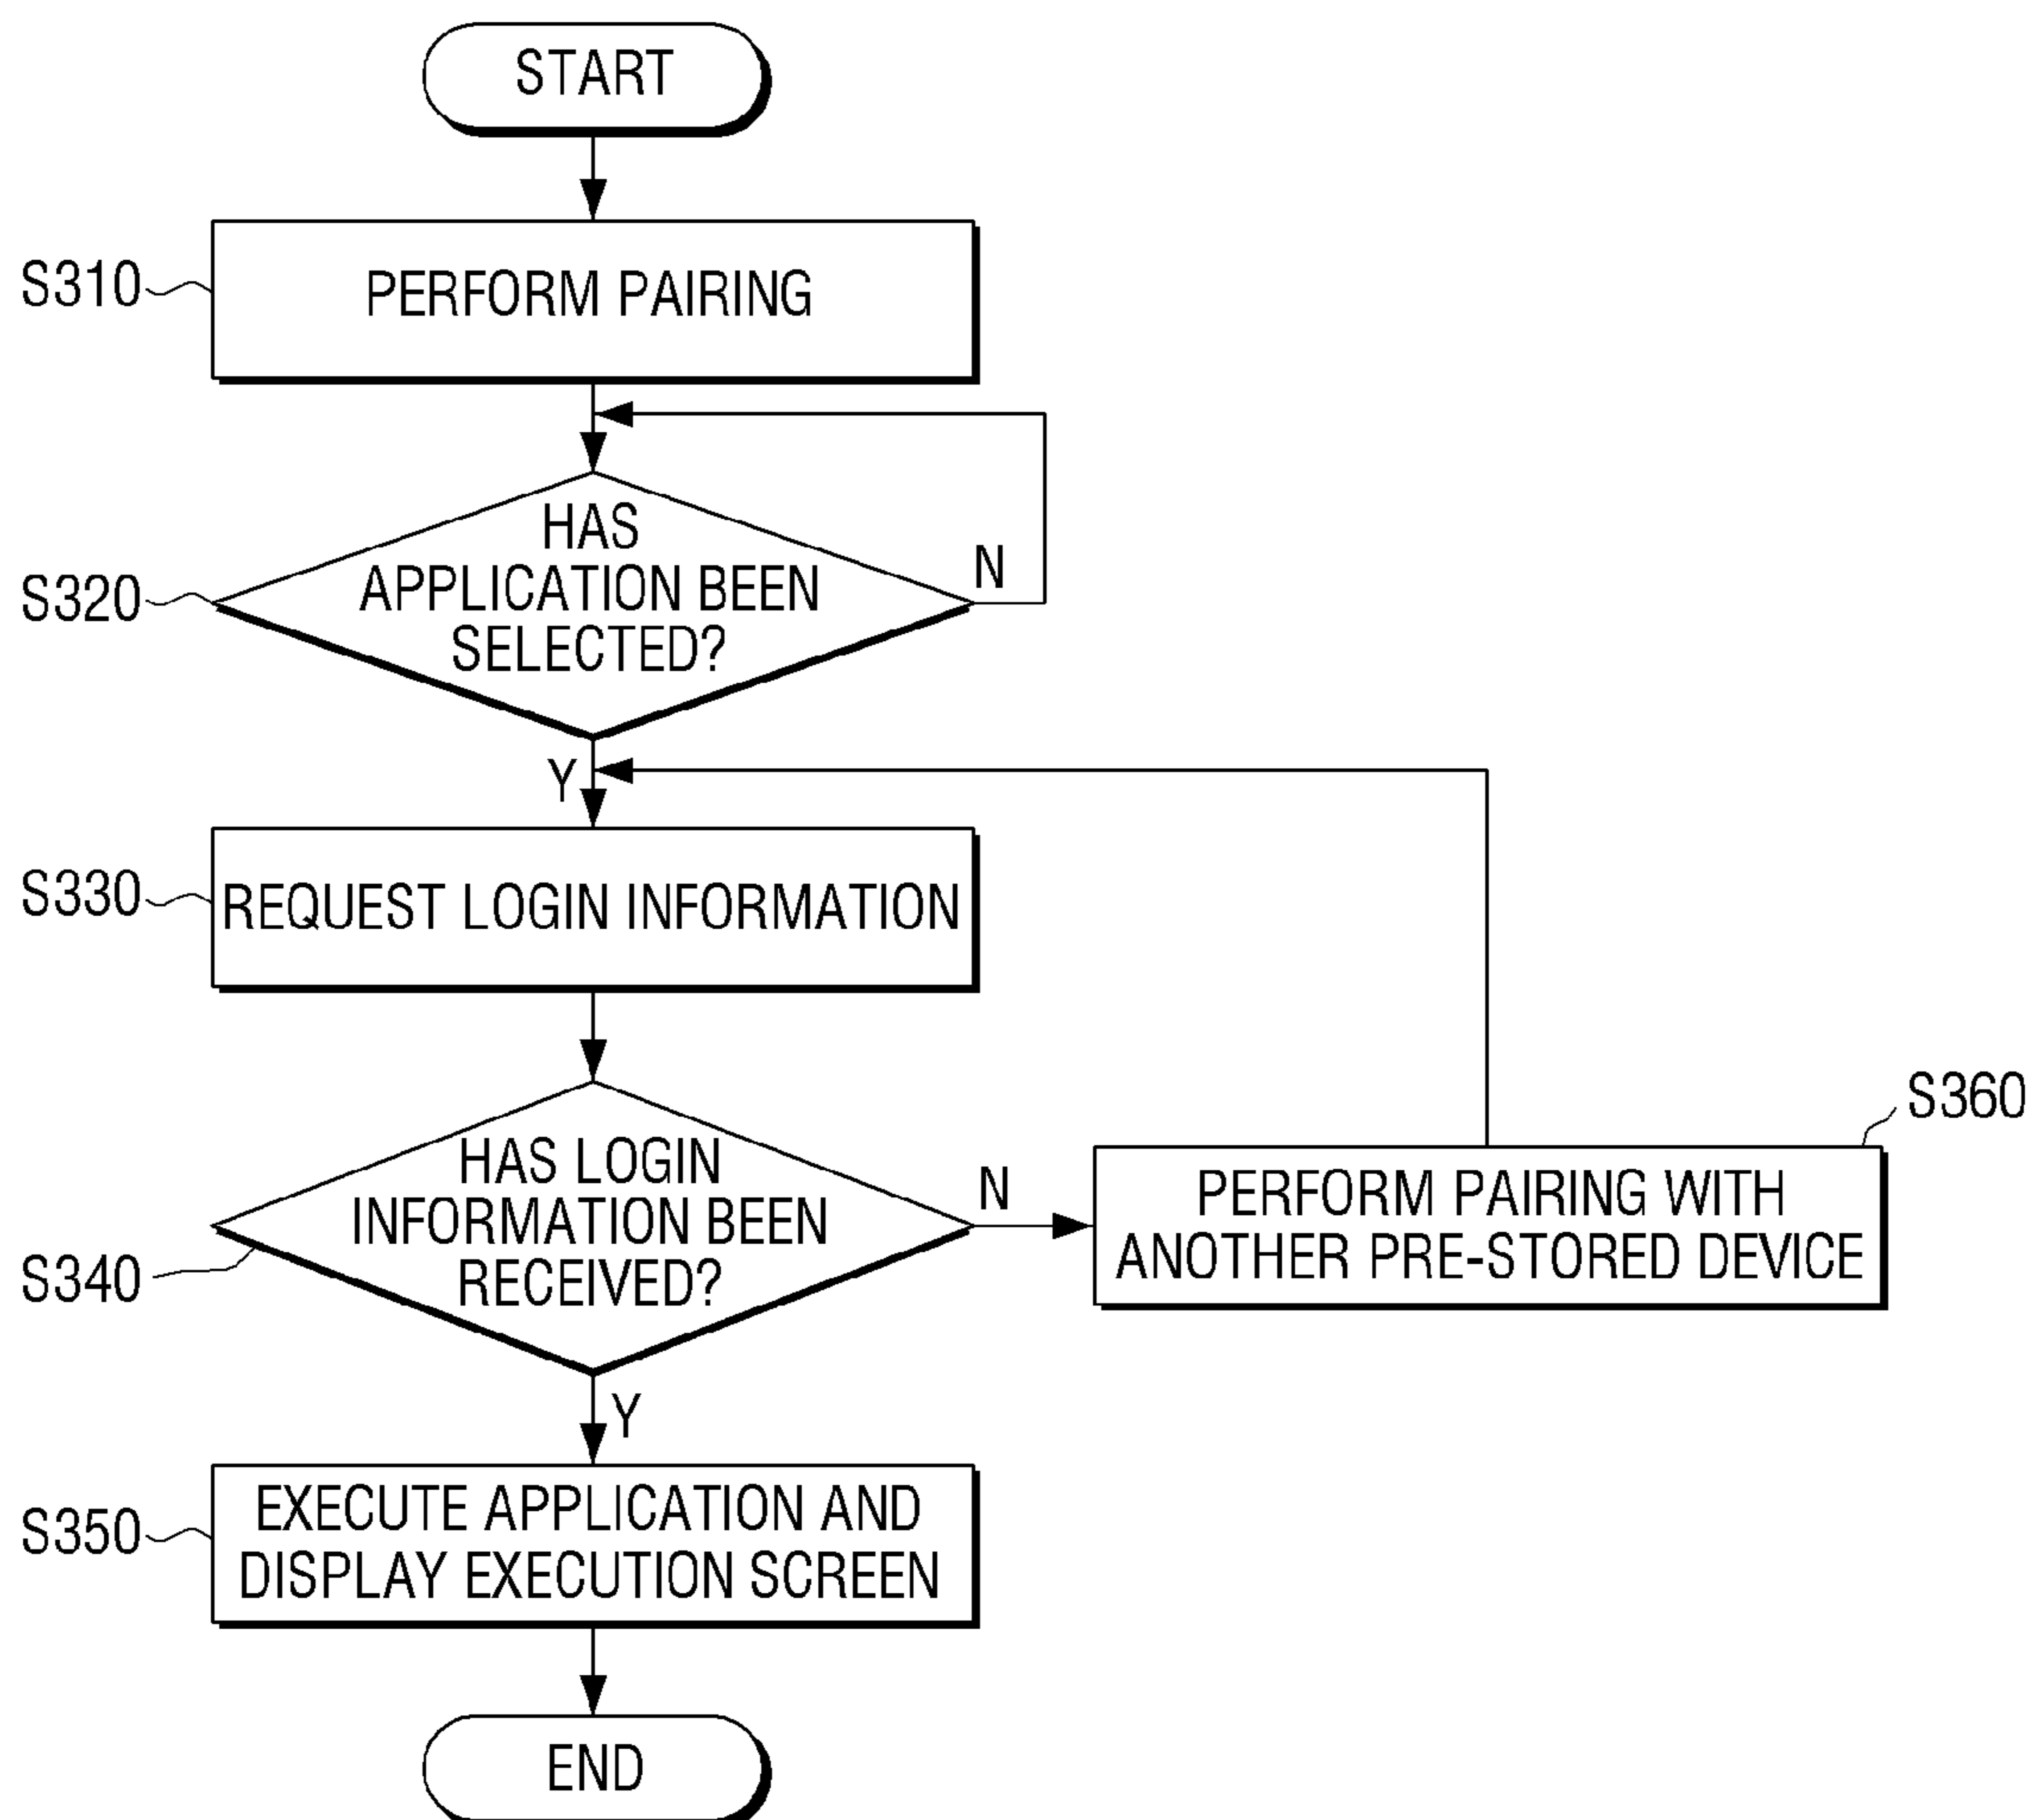 START
S310
PERFORM PAIRING
HAS
APPLICATION BEEN
SELECTED?
S320
N
Y
S330
REQUEST LOGIN INFORMATION
HAS LOGIN
INFORMATION BEEN
RECEIVED?
S340
N
S360
PERFORM PAIRING WITH
ANOTHER PRE-STORED DEVICE
Y
S350
EXECUTE APPLICATION AND
DISPLAY EXECUTION SCREEN
END